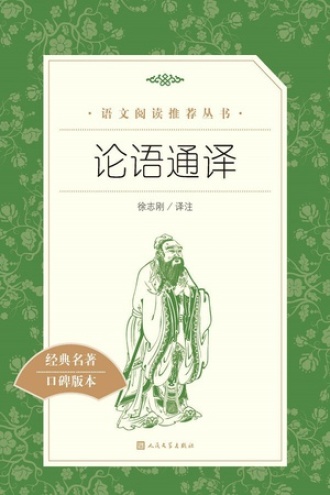 ·语文阅读推荐丛书·
论语通译
徐志刚／译注
经典名著
口碑版本
人民文学出版社